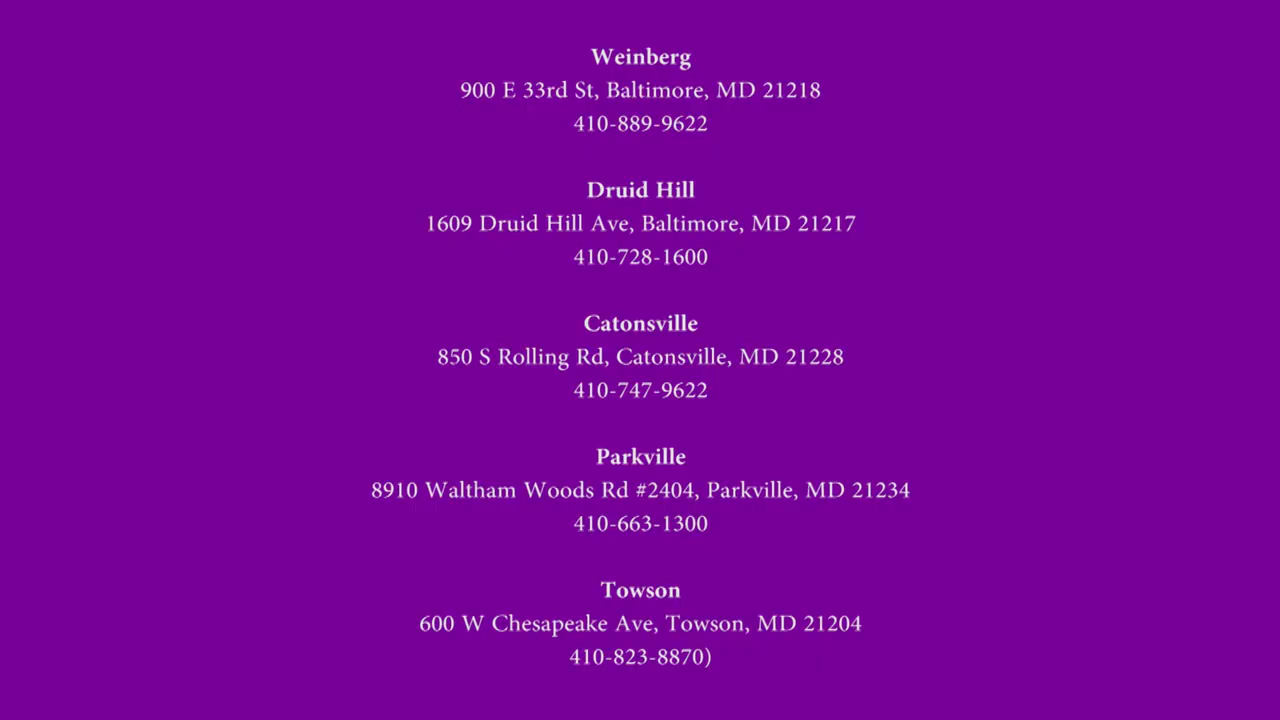 Weinberg
900 E 33rd St, Baltimore, MD 21218
410-889-9622
Druid Hill
1609 Druid Hill Ave, Baltimore, MD 21217
410-728-1600
Catonsville
850 S Rolling Rd, Catonsville, MD 21228
410-747-9622
Parkville
8910 Waltham Woods Rd #2404, Parkville, MD 21234
410-663-1300
Towson
600 W Chesapeake Ave, Towson, MD 21204
410-823-8870)